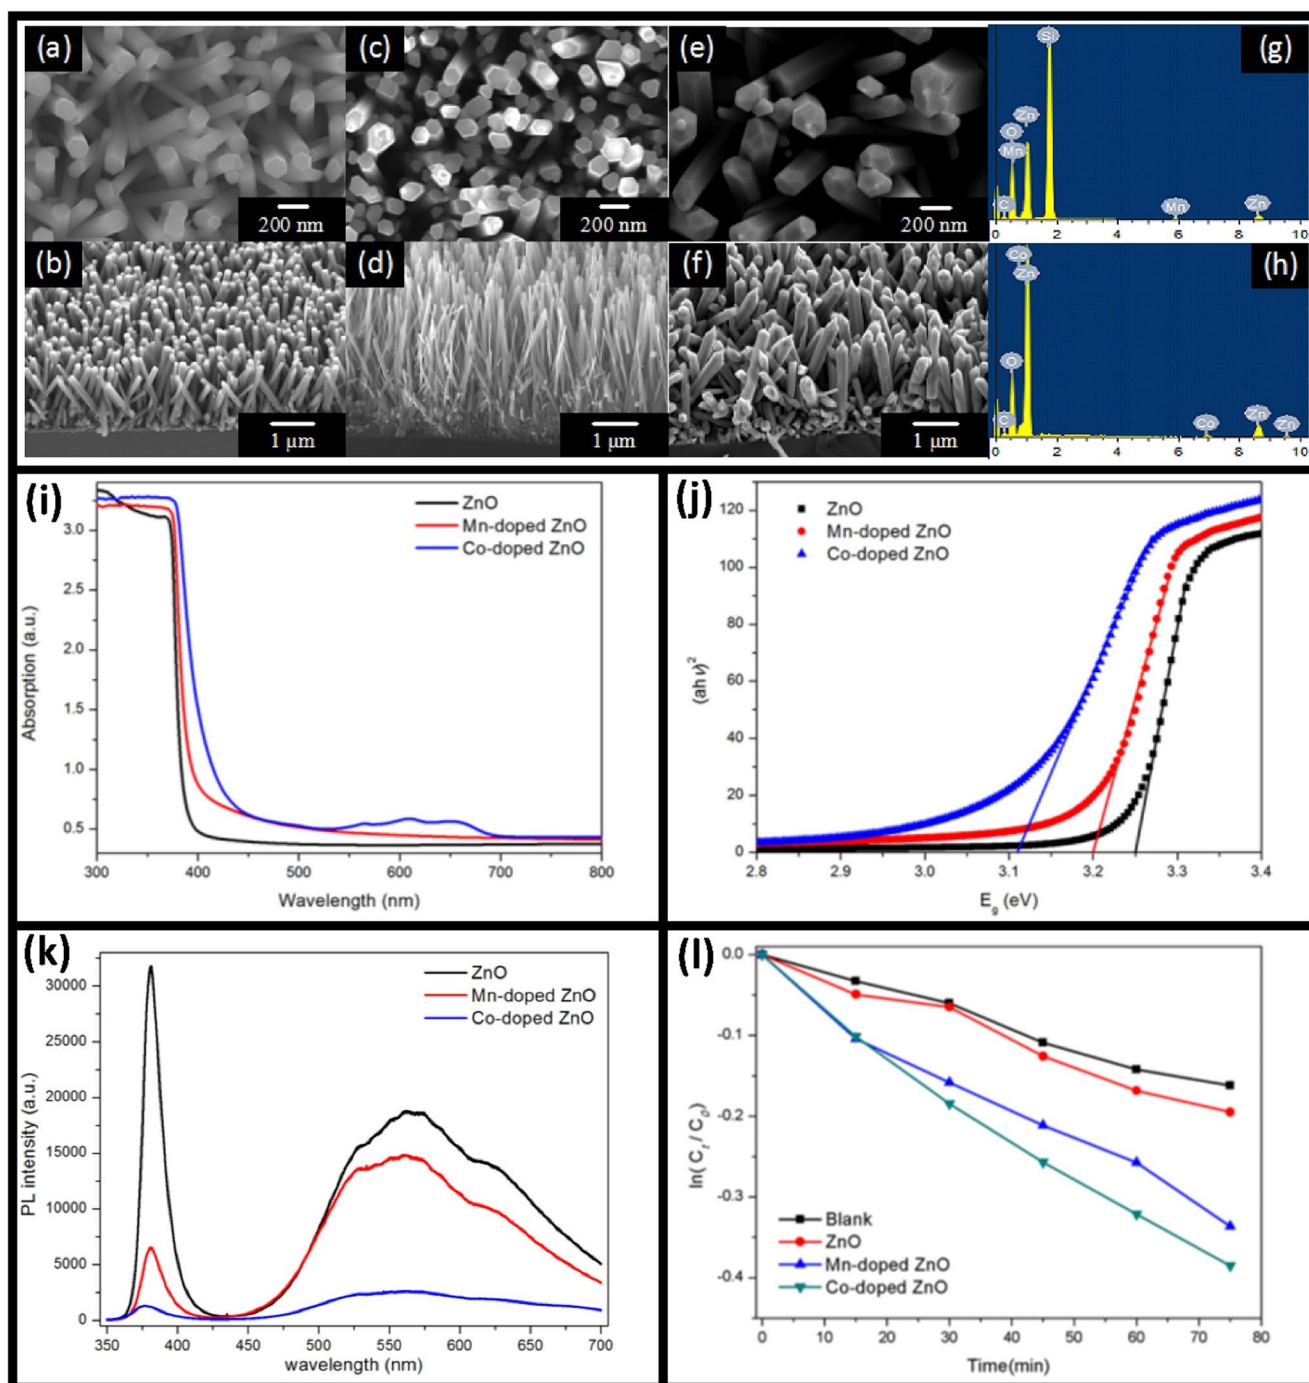 (a)
(c)
(e)
(g)
200 nm
200 nm
200 nm
Si
Zn
O
Mn
C
Mn
Zn
0 2 4 6 8 10
(b)
(d)
(f)
(h)
1 µm
1 µm
1 µm
Co
Zn
O
C
Co
Zn
Zn
0 2 4 6 8 10
(i)
ZnO
Mn-doped ZnO
Co-doped ZnO
3.0
2.5
2.0
1.5
1.0
0.5
Absorption (a.u.)
300 400 500 600 700 800
Wavelength (nm)
(j)
ZnO
Mn-doped ZnO
Co-doped ZnO
120
100
80
60
40
20
0
(ahν)²
2.8 2.9 3.0 3.1 3.2 3.3 3.4
E_g (eV)
(k)
ZnO
Mn-doped ZnO
Co-doped ZnO
30000
25000
20000
15000
10000
5000
0
PL intensity (a.u.)
350 400 450 500 550 600 650 700
wavelength (nm)
(l)
0.0
-0.1
-0.2
-0.3
-0.4
ln(C_t / C_0)
Blank
ZnO
Mn-doped ZnO
Co-doped ZnO
0 10 20 30 40 50 60 70 80
Time(min)